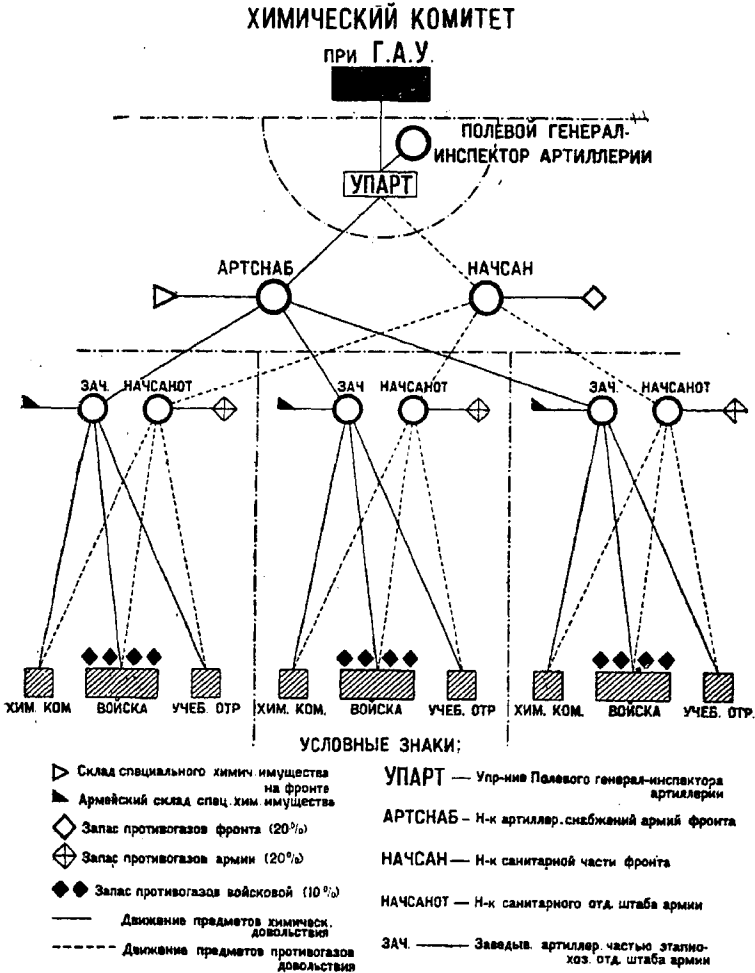 ХИМИЧЕСКИЙ КОМИТЕТ
ПРИ Г.А.У.
ПОЛЕВОЙ ГЕНЕРАЛ-
ИНСПЕКТОР АРТИЛЛЕРИИ
УПАРТ
АРТСНАБ
НАЧСАН
ЗАЧ.
НАЧСАНОТ
ЗАЧ
НАЧСАНОТ
ЗАЧ.
НАЧСАНОТ
ХИМ. КОМ
ВОЙСКА
УЧЕБ. ОТР
ХИМ. КОМ.
ВОЙСКА
УЧЕБ. ОТР
ХИМ. КОМ.
ВОЙСКА
УЧЕБ. ОТР.
УСЛОВНЫЕ ЗНАКИ:
Склад специального химич. имущества
на фронте
Армейский склад спец. хим. имущества
Запас противогазов фронта (20%)
Запас противогазов армии (20%)
Запас противогазов войсковой (10%)
Движение предметов химическ.
довольствия
Движение предметов противогазов
довольствия
УПАРТ — Упр-ние Полевого генерал-инспектора
артиллерии
АРТСНАБ - Н-к артиллер. снабжений армий фронта
НАЧСАН — Н-к санитарной части фронта
НАЧСАНОТ — Н-к санитарного отд. штаба армии
ЗАЧ. — Заведыв. артиллер. частью этапно-
хоз. отд. штаба армии